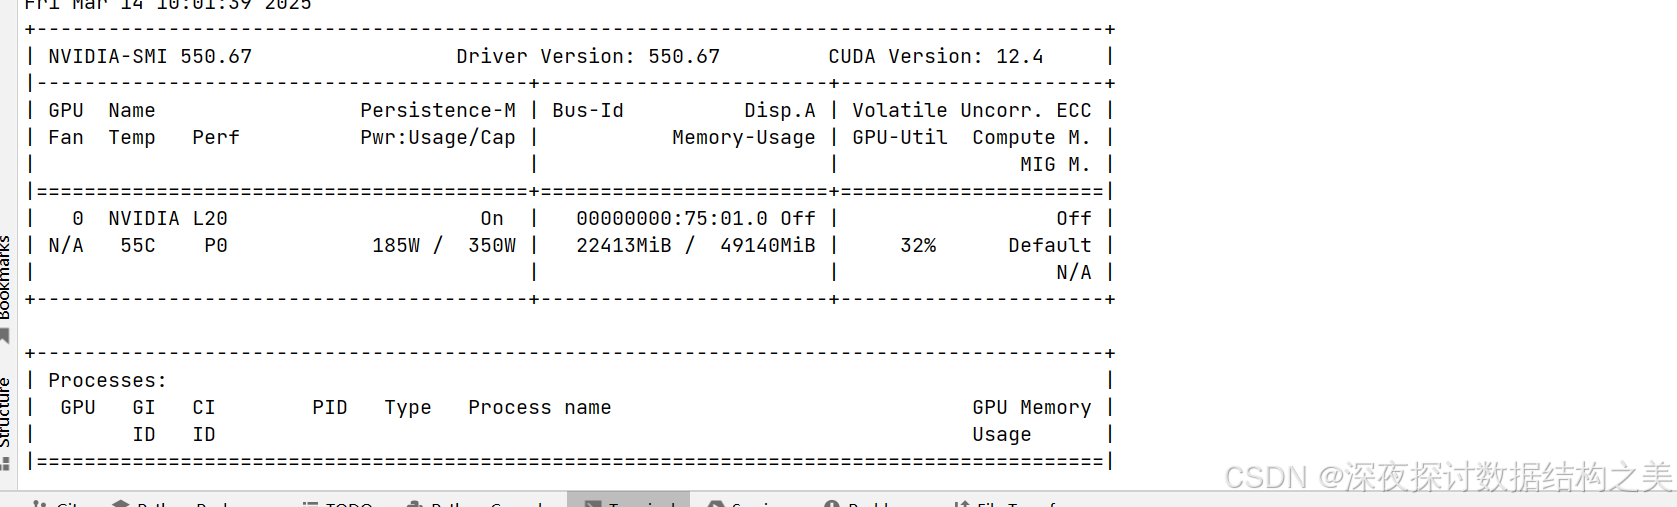 Fri Mar 14 10:01:39 2025
+-----------------------------------------------------------------------------------------+
| NVIDIA-SMI 550.67                 Driver Version: 550.67         CUDA Version: 12.4     |
|-----------------------------------------+------------------------+----------------------+
| GPU  Name                 Persistence-M | Bus-Id          Disp.A | Volatile Uncorr. ECC |
| Fan  Temp   Perf          Pwr:Usage/Cap |           Memory-Usage | GPU-Util  Compute M. |
|                                         |                        |               MIG M. |
|=========================================+========================+======================|
|   0  NVIDIA L20                     On  |   00000000:75:01.0 Off |                  Off |
| N/A   55C    P0            185W /  350W |   22413MiB /  49140MiB |     32%      Default |
|                                         |                        |                  N/A |
+-----------------------------------------+------------------------+----------------------+
+-----------------------------------------------------------------------------------------+
| Processes:                                                                              |
|  GPU   GI   CI        PID   Type   Process name                              GPU Memory |
|        ID   ID                                                               Usage      |
|=========================================================================================|
Bookmarks
Structure
CSDN @深夜探讨数据结构之美
TODO
Terminal